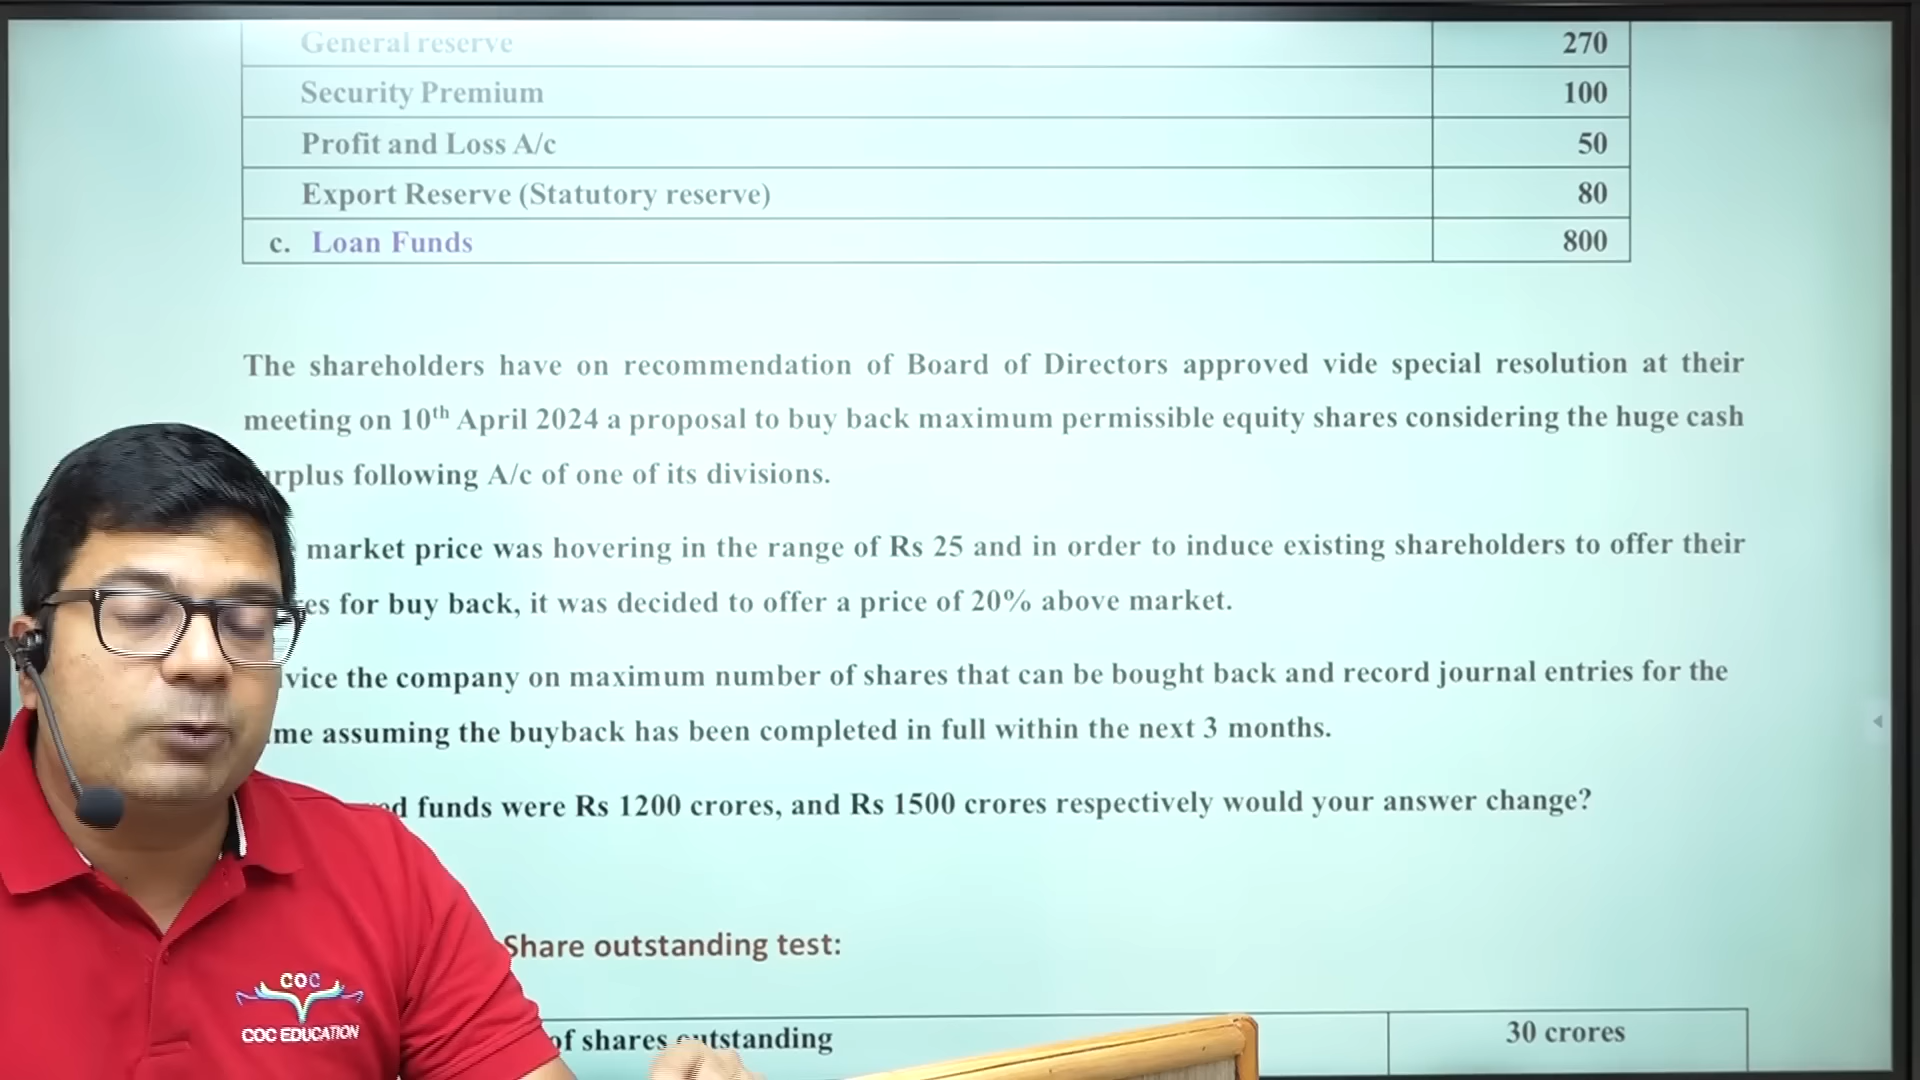 General reserve 270
Security Premium 100
Profit and Loss A/c 50
Export Reserve (Statutory reserve) 80
c. Loan Funds 800
The shareholders have on recommendation of Board of Directors approved vide special resolution at their
meeting on 10th April 2024 a proposal to buy back maximum permissible equity shares considering the huge cash
following A/c of one of its divisions.
market price was hovering in the range of Rs 25 and in order to induce existing shareholders to offer their
for buy back, it was decided to offer a price of 20% above market.
the company on maximum number of shares that can be bought back and record journal entries for the
assuming the buyback has been completed in full within the next 3 months.
funds were Rs 1200 crores, and Rs 1500 crores respectively would your answer change?
Share outstanding test:
of shares outstanding 30 crores
COC
COC EDUCATION